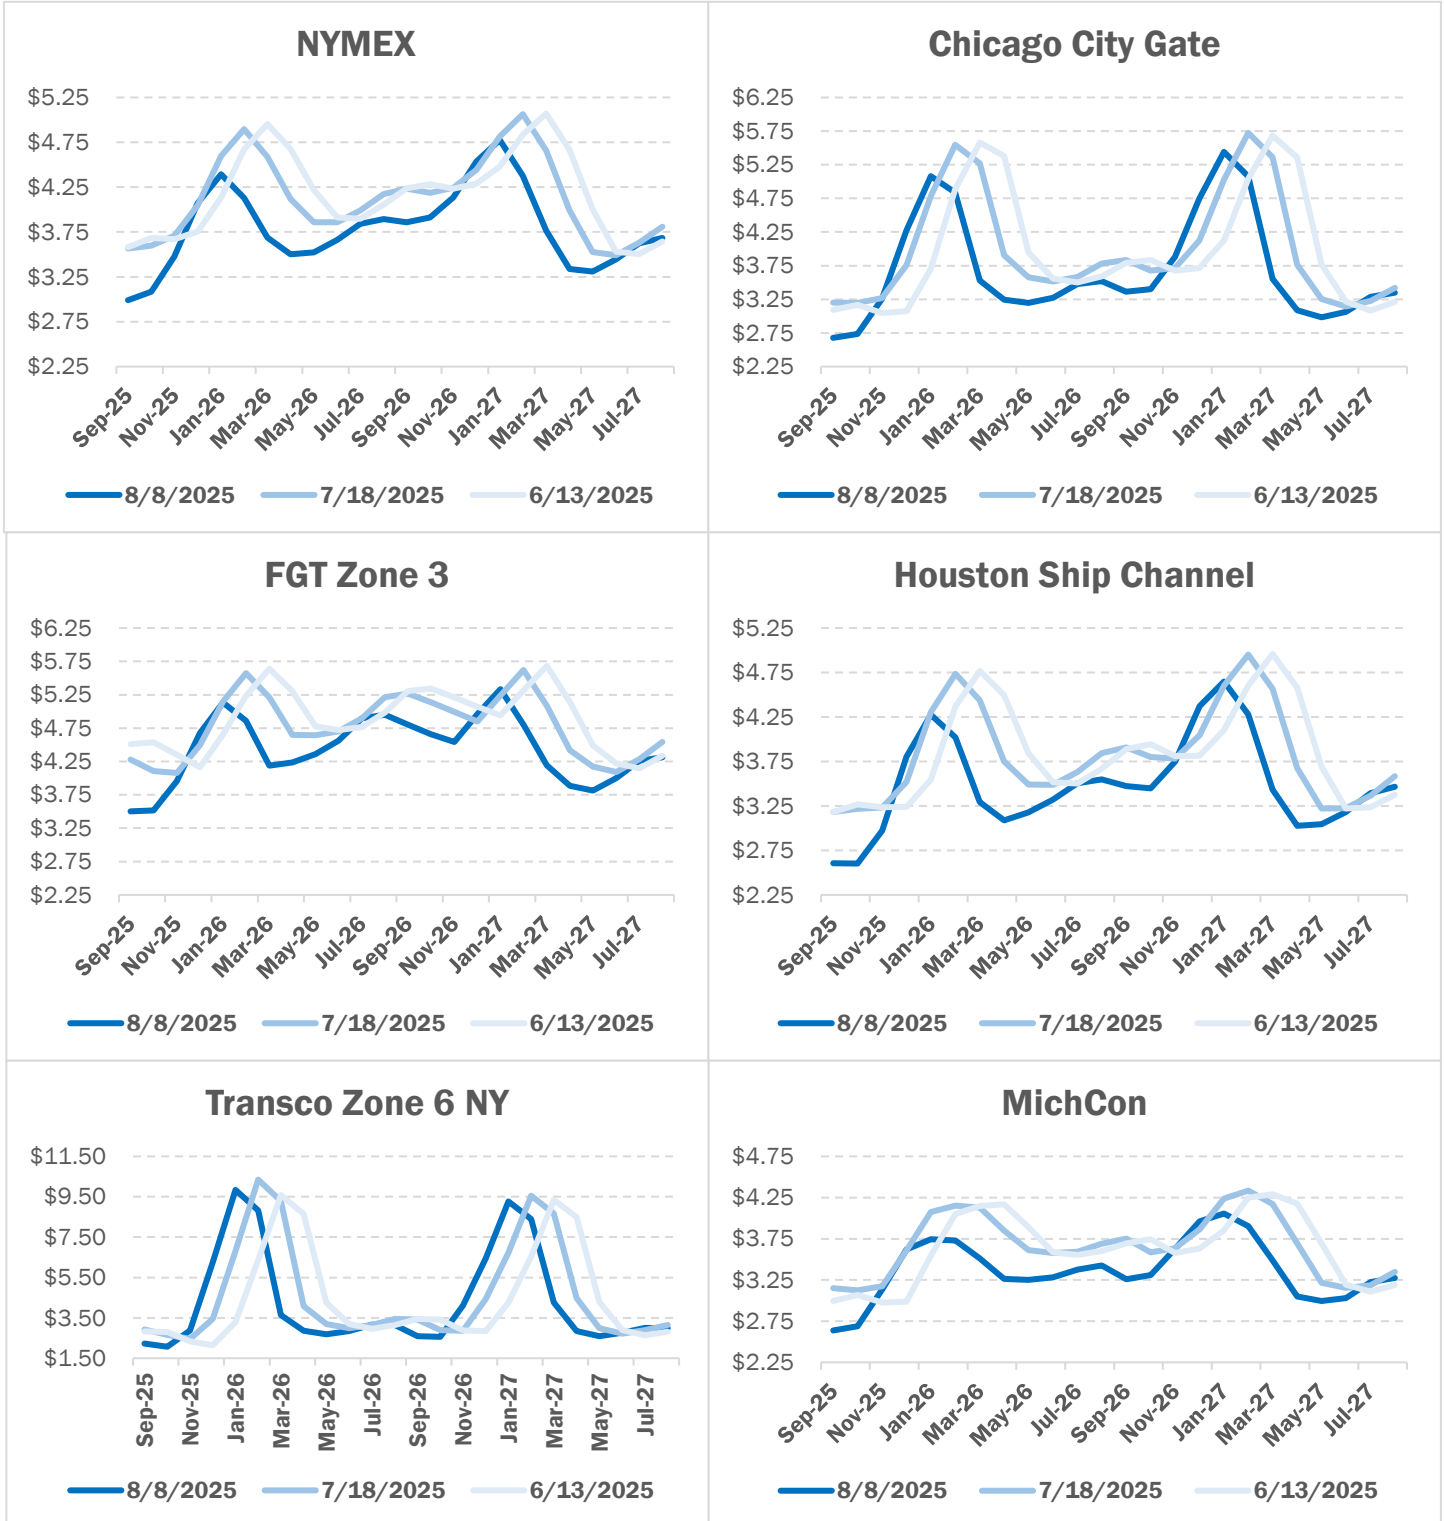 NYMEX
$5.25
$4.75
$4.25
$3.75
$3.25
$2.75
$2.25
Sep-25 Nov-25 Jan-26 Mar-26 May-26 Jul-26 Sep-26 Nov-26 Jan-27 Mar-27 May-27 Jul-27
8/8/2025 7/18/2025 6/13/2025
Chicago City Gate
$6.25
$5.75
$5.25
$4.75
$4.25
$3.75
$3.25
$2.75
$2.25
Sep-25 Nov-25 Jan-26 Mar-26 May-26 Jul-26 Sep-26 Nov-26 Jan-27 Mar-27 May-27 Jul-27
8/8/2025 7/18/2025 6/13/2025
FGT Zone 3
$6.25
$5.75
$5.25
$4.75
$4.25
$3.75
$3.25
$2.75
$2.25
Sep-25 Nov-25 Jan-26 Mar-26 May-26 Jul-26 Sep-26 Nov-26 Jan-27 Mar-27 May-27 Jul-27
8/8/2025 7/18/2025 6/13/2025
Houston Ship Channel
$5.25
$4.75
$4.25
$3.75
$3.25
$2.75
$2.25
Sep-25 Nov-25 Jan-26 Mar-26 May-26 Jul-26 Sep-26 Nov-26 Jan-27 Mar-27 May-27 Jul-27
8/8/2025 7/18/2025 6/13/2025
Transco Zone 6 NY
$11.50
$9.50
$7.50
$5.50
$3.50
$1.50
Sep-25 Nov-25 Jan-26 Mar-26 May-26 Jul-26 Sep-26 Nov-26 Jan-27 Mar-27 May-27 Jul-27
8/8/2025 7/18/2025 6/13/2025
MichCon
$4.75
$4.25
$3.75
$3.25
$2.75
$2.25
Sep-25 Nov-25 Jan-26 Mar-26 May-26 Jul-26 Sep-26 Nov-26 Jan-27 Mar-27 May-27 Jul-27
8/8/2025 7/18/2025 6/13/2025